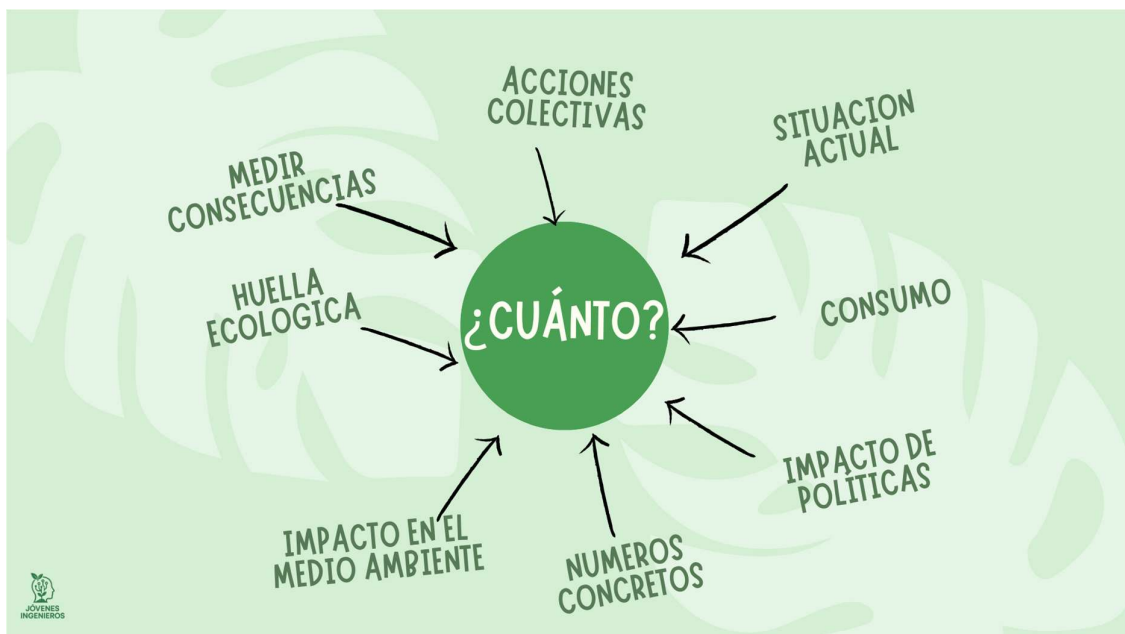 ACCIONES
COLECTIVAS
SITUACION
ACTUAL
MEDIR
CONSECUENCIAS
HUELLA
ECOLOGICA
¿CUÁNTO?
CONSUMO
IMPACTO DE
POLÍTICAS
IMPACTO EN EL
MEDIO AMBIENTE
NUMEROS
CONCRETOS
JÓVENES
INGENIEROS